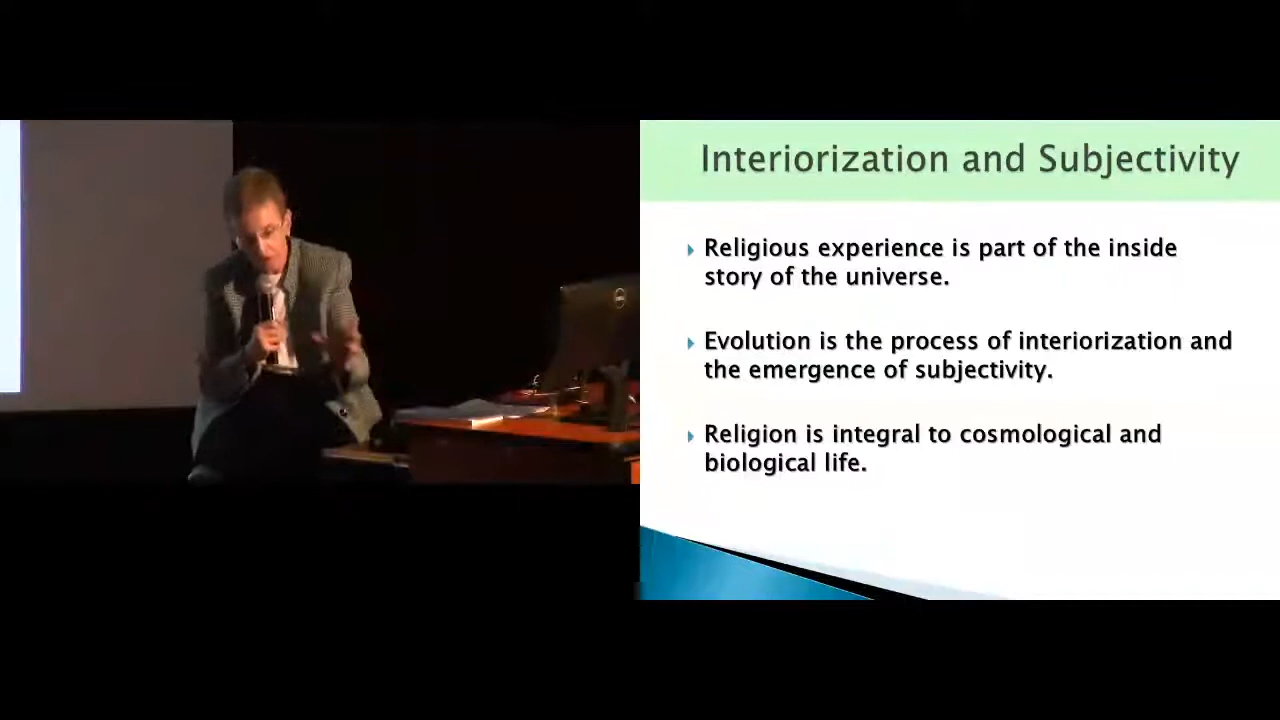 Interiorization and Subjectivity
Religious experience is part of the inside
story of the universe.
Evolution is the process of interiorization and
the emergence of subjectivity.
Religion is integral to cosmological and
biological life.